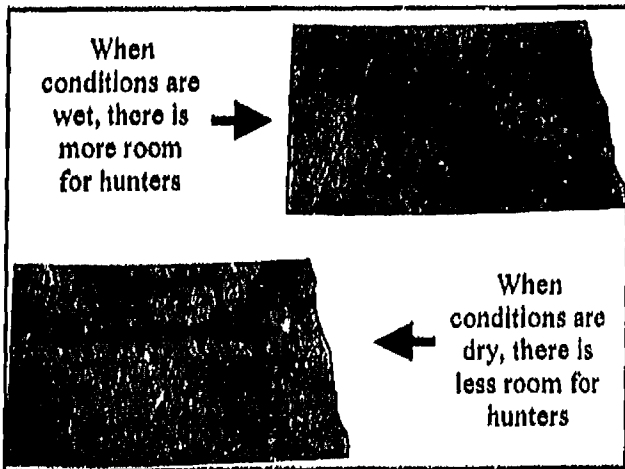 When
conditions are
wet, there is
more room
for hunters
When
conditions are
dry, there is
less room for
hunters